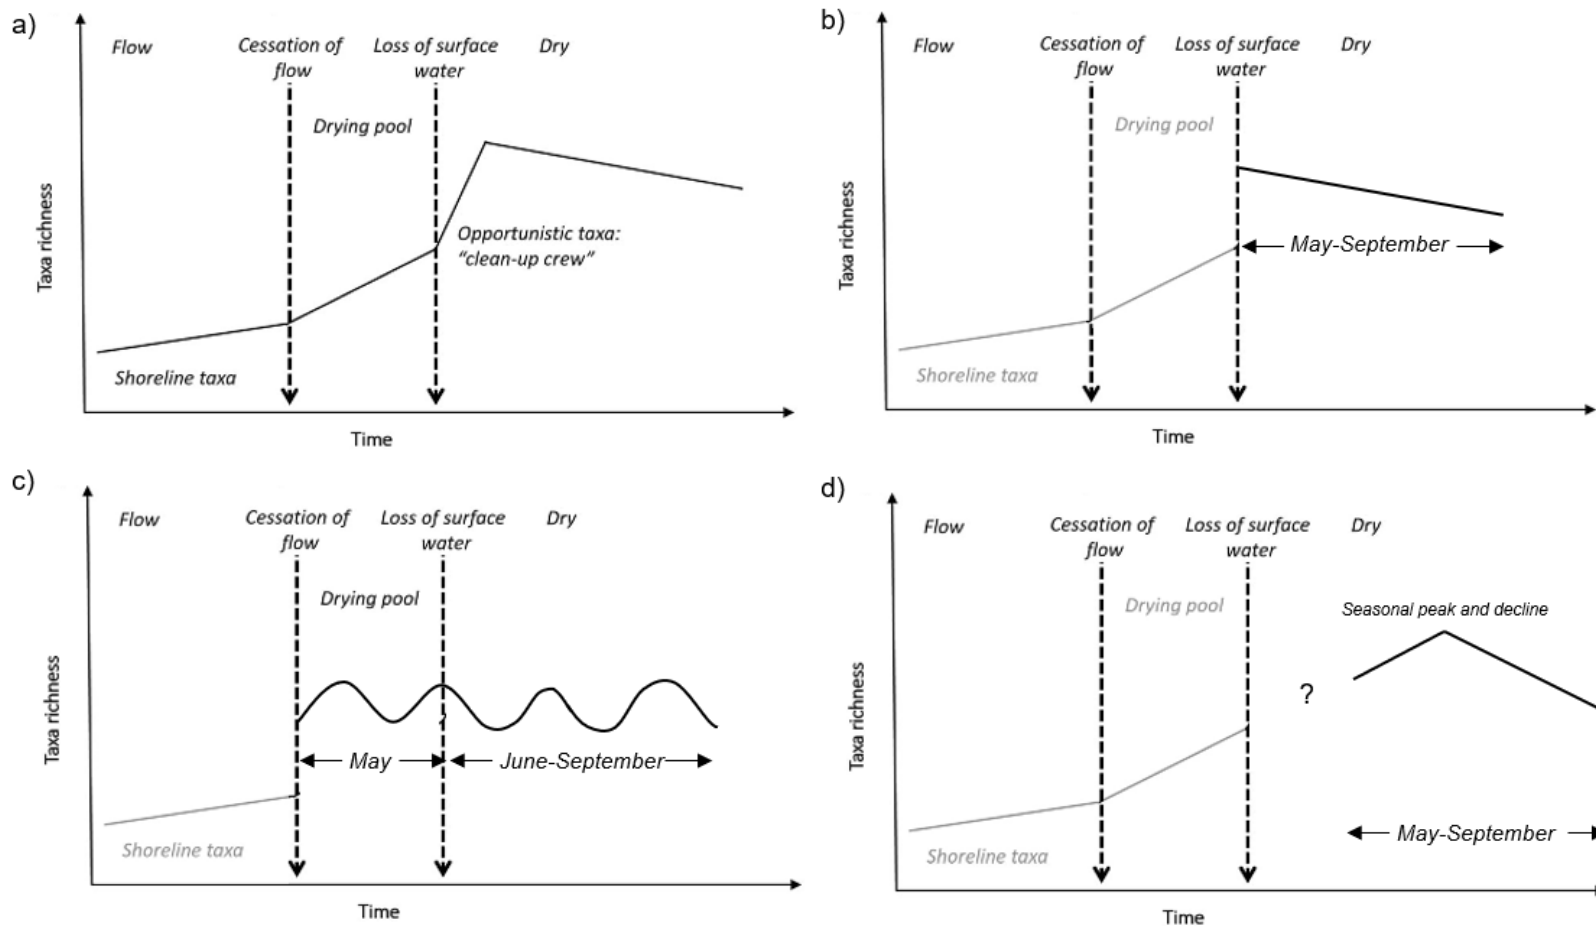 a)
Flow
Cessation of
flow
Loss of surface
water
Dry
Drying pool
Opportunistic taxa:
“clean-up crew”
Shoreline taxa
Taxa richness
Time
b)
Flow
Cessation of
flow
Loss of surface
water
Dry
Drying pool
May-September
Shoreline taxa
Taxa richness
Time
c)
Flow
Cessation of
flow
Loss of surface
water
Dry
Drying pool
May
June-September
Shoreline taxa
Taxa richness
Time
d)
Flow
Cessation of
flow
Loss of surface
water
Dry
Drying pool
Seasonal peak and decline
?
May-September
Shoreline taxa
Taxa richness
Time